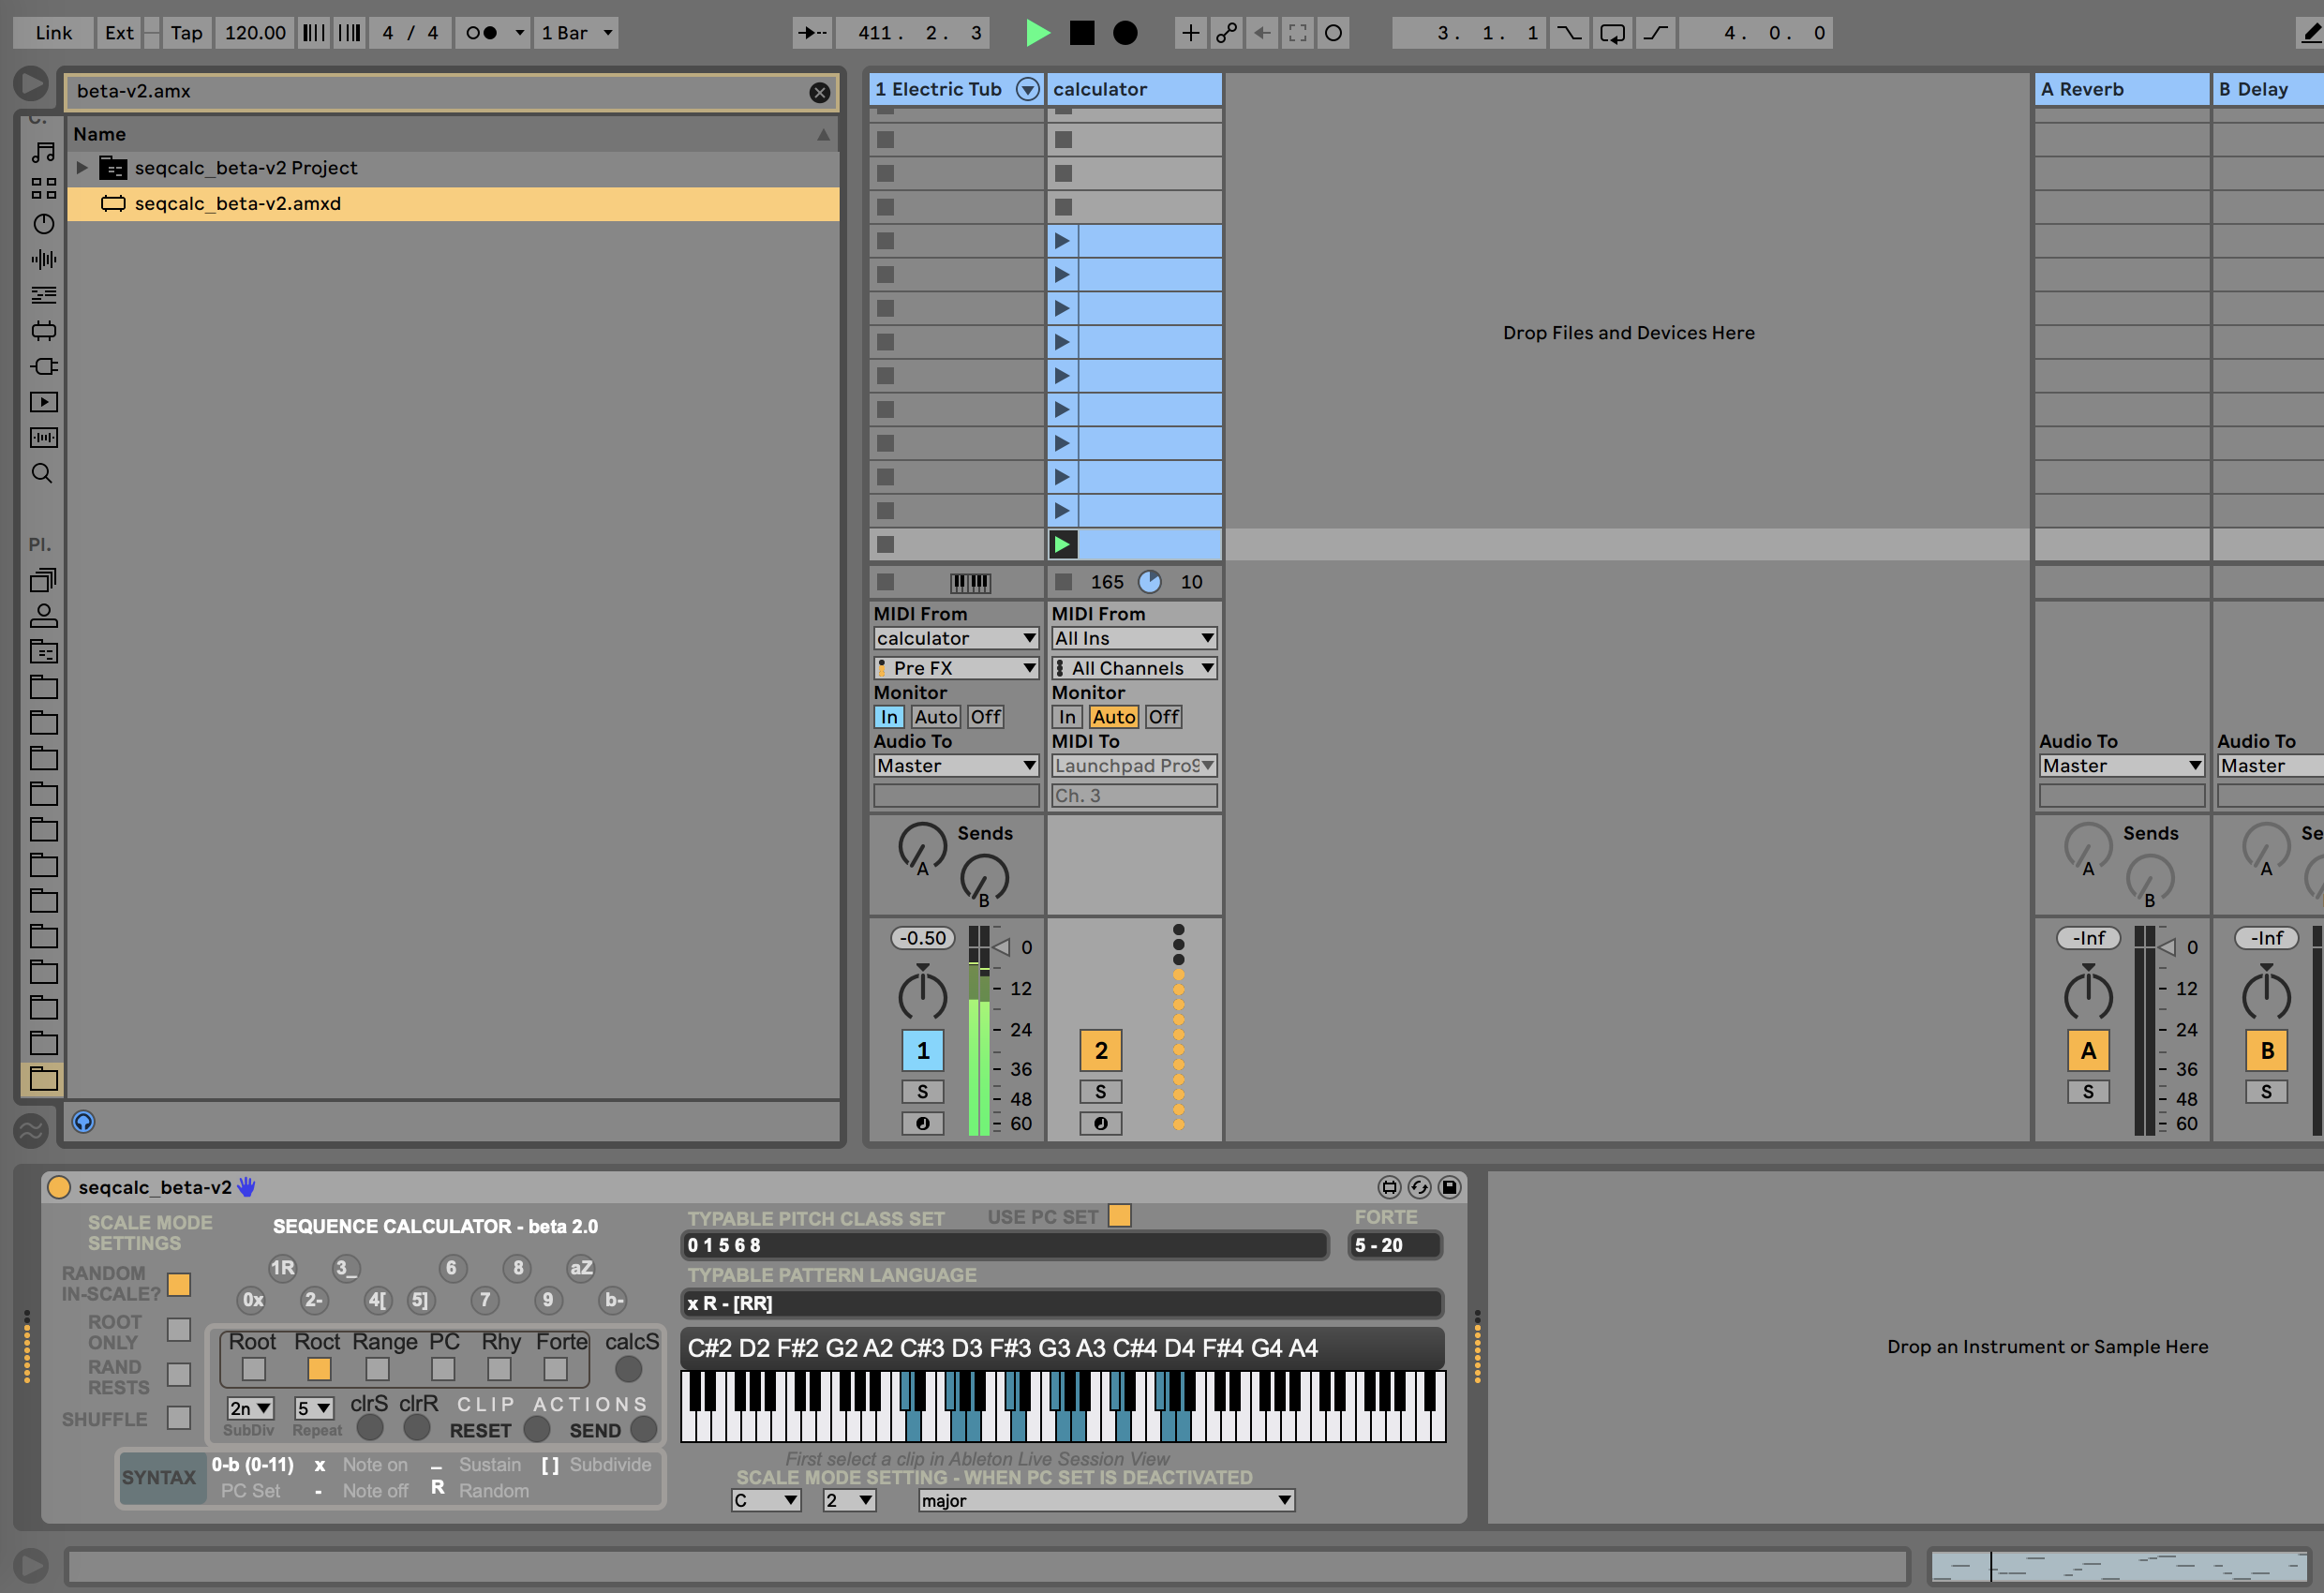 Link Ext Tap 120.00 4 / 4 1 Bar 411. 2. 3 3. 1. 1 4. 0. 0
beta-v2.amx
C.
Name
seqcalc_beta-v2 Project
seqcalc_beta-v2.amxd
Pl.
1 Electric Tub calculator
Drop Files and Devices Here
A Reverb B Delay
165 10
MIDI From MIDI From
calculator All Ins
Pre FX All Channels
Monitor Monitor
In Auto Off In Auto Off
Audio To MIDI To Audio To Audio To
Master Launchpad Pro9 Master Master
Ch. 3
Sends Sends Se
A A A
B B
-0.50 0 -Inf 0 -Inf
12 12
24 24
1 2 A B
36 36
S S S S
48 48
60 60
seqcalc_beta-v2
SCALE MODE
SETTINGS
RANDOM
IN-SCALE?
ROOT
ONLY
RAND
RESTS
SHUFFLE
SEQUENCE CALCULATOR - beta 2.0
1R 3_ 6 8 aZ
0x 2- 4[ 5] 7 9 b-
Root Roct Range PC Rhy Forte calcS
2n 5 clrS clrR CLIP ACTIONS
SubDiv Repeat RESET SEND
SYNTAX
0-b (0-11) x Note on _ Sustain [ ] Subdivide
PC Set - Note off R Random
TYPABLE PITCH CLASS SET USE PC SET FORTE
0 1 5 6 8 5 - 20
TYPABLE PATTERN LANGUAGE
x R - [RR]
C#2 D2 F#2 G2 A2 C#3 D3 F#3 G3 A3 C#4 D4 F#4 G4 A4
First select a clip in Ableton Live Session View
SCALE MODE SETTING - WHEN PC SET IS DEACTIVATED
C 2 major
Drop an Instrument or Sample Here